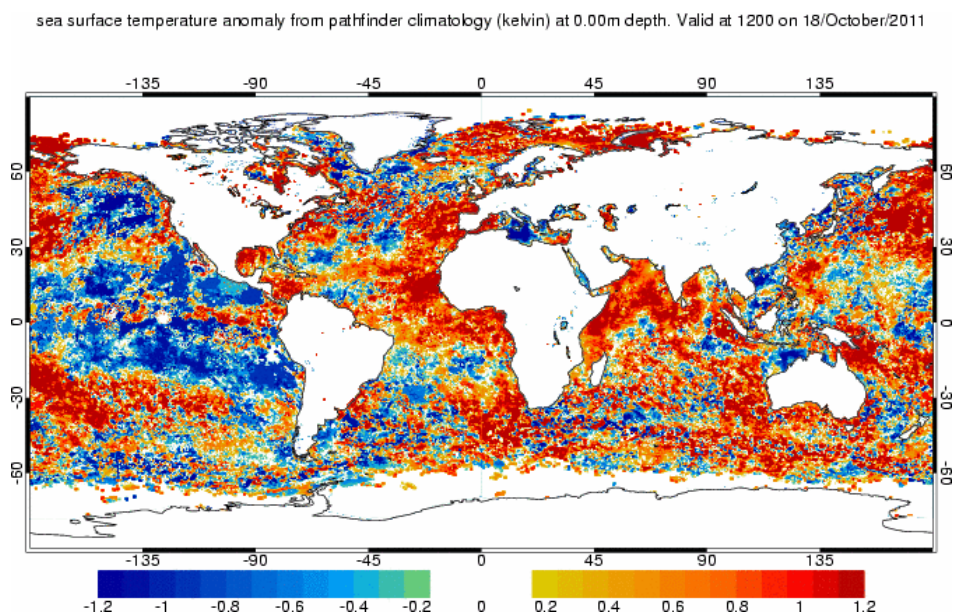 sea surface temperature anomaly from pathfinder climatology (kelvin) at 0.00m depth. Valid at 1200 on 18/October/2011
-135 -90 -45 0 45 90 135
60 60
30 30
0 0
-30 -30
-60 -60
-135 -90 -45 0 45 90 135
-1.2 -1 -0.8 -0.6 -0.4 -0.2 0 0.2 0.4 0.6 0.8 1 1.2